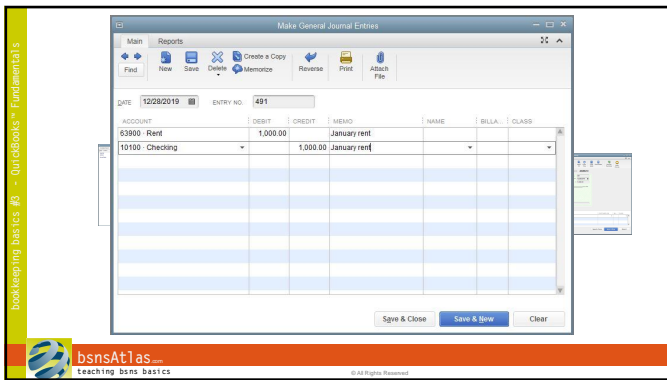 bookkeeping basics #3 - QuickBooks™ Fundamentals
Make General Journal Entries
Main Reports
Find New Save Delete Create a Copy Memorize Reverse Print Attach File
DATE 12/28/2019 ENTRY NO. 491
ACCOUNT DEBIT CREDIT MEMO NAME BILLA... CLASS
63900 · Rent 1,000.00 January rent
10100 · Checking 1,000.00 January rent
Save & Close Save & New Clear
bsnsAtlas.com
teaching bsns basics
© All Rights Reserved